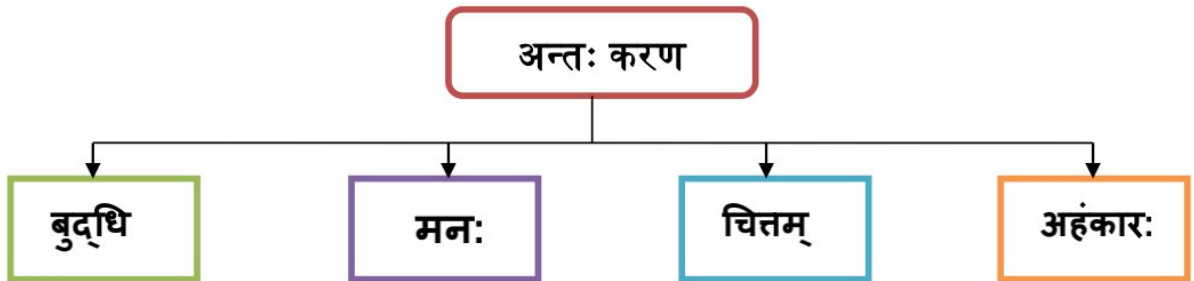 अन्तः करण
बुद्‌धि
मन:
चित्तम्
अहंकार: